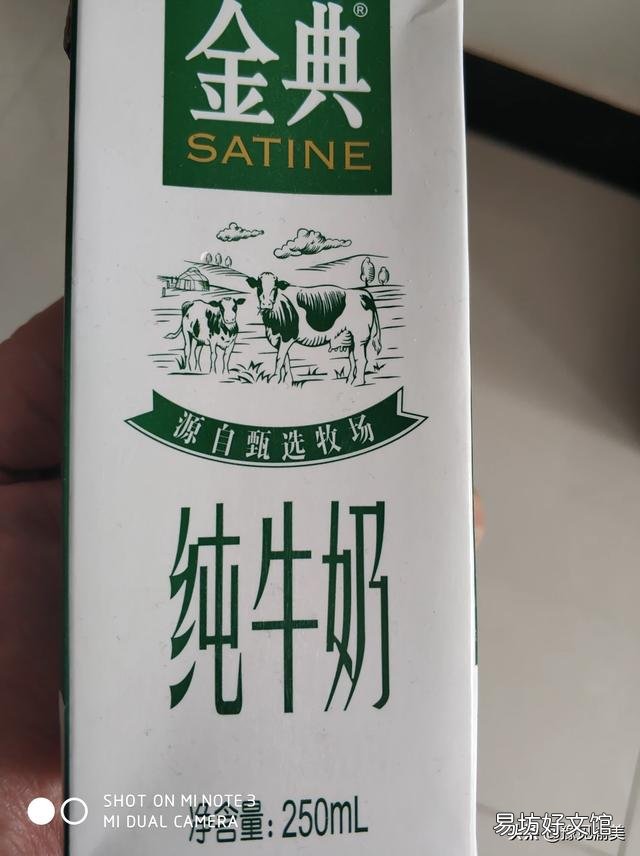 金典®
SATINE
源自甄选牧场
纯牛奶
净含量: 250mL
SHOT ON MI NOTE 3
MI DUAL CAMERA
易坊好文馆